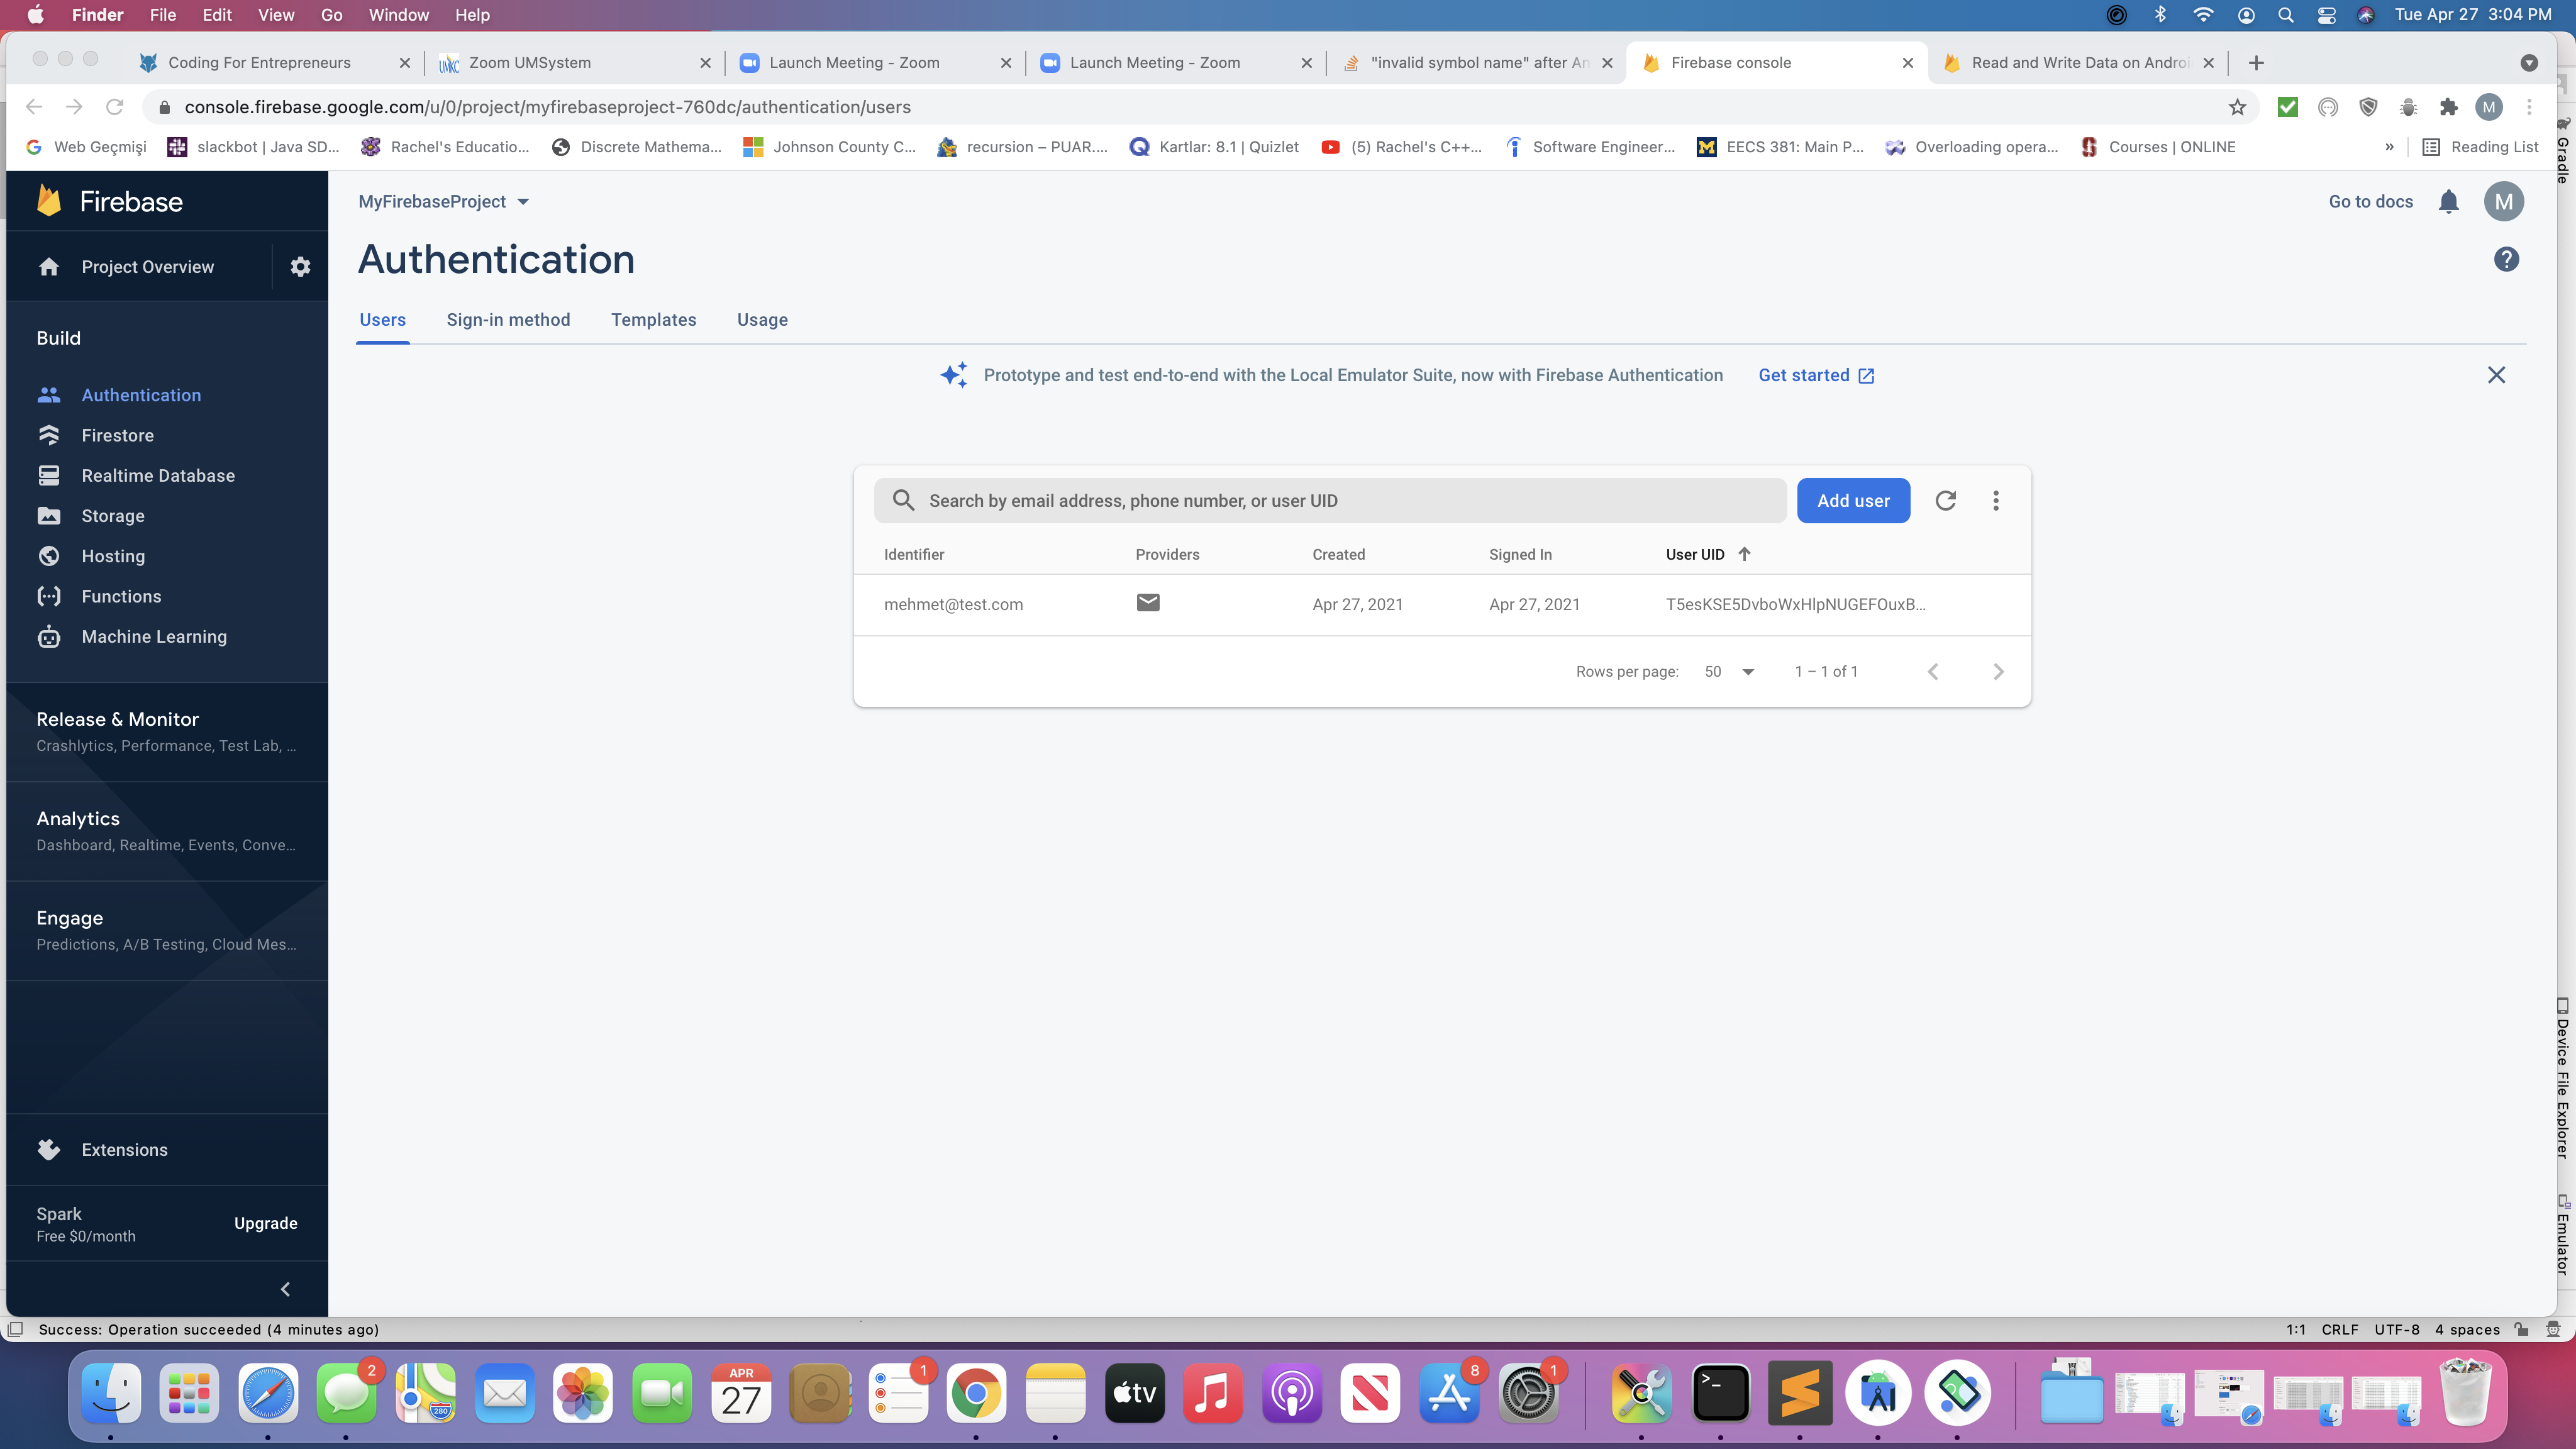 Finder File Edit View Go Window Help
Tue Apr 27 3:04 PM
Coding For Entrepreneurs
Zoom UMSystem
Launch Meeting - Zoom
Launch Meeting - Zoom
"invalid symbol name" after An
Firebase console
Read and Write Data on Androi
console.firebase.google.com/u/0/project/myfirebaseproject-760dc/authentication/users
M
Web Geçmişi
slackbot | Java SD...
Rachel's Educatio...
Discrete Mathema...
Johnson County C...
recursion – PUAR....
Kartlar: 8.1 | Quizlet
(5) Rachel's C++...
Software Engineer...
EECS 381: Main P...
Overloading opera...
Courses | ONLINE
»
Reading List
Gradle
Firebase
MyFirebaseProject
Go to docs
M
Project Overview
Authentication
Users
Sign-in method
Templates
Usage
Build
Authentication
Firestore
Realtime Database
Storage
Hosting
Functions
Machine Learning
Prototype and test end-to-end with the Local Emulator Suite, now with Firebase Authentication
Get started
Search by email address, phone number, or user UID
Add user
Identifier Providers Created Signed In User UID
mehmet@test.com Apr 27, 2021 Apr 27, 2021 T5esKSE5DvboWxHlpNUGEFOuxB...
Rows per page: 50 1 – 1 of 1
Release & Monitor
Crashlytics, Performance, Test Lab, ...
Analytics
Dashboard, Realtime, Events, Conve...
Engage
Predictions, A/B Testing, Cloud Mes...
Extensions
Spark
Free $0/month
Upgrade
Device File Explorer
Emulator
Success: Operation succeeded (4 minutes ago)
1:1 CRLF UTF-8 4 spaces
2
280
APR
27
1
tv
8
1
>_